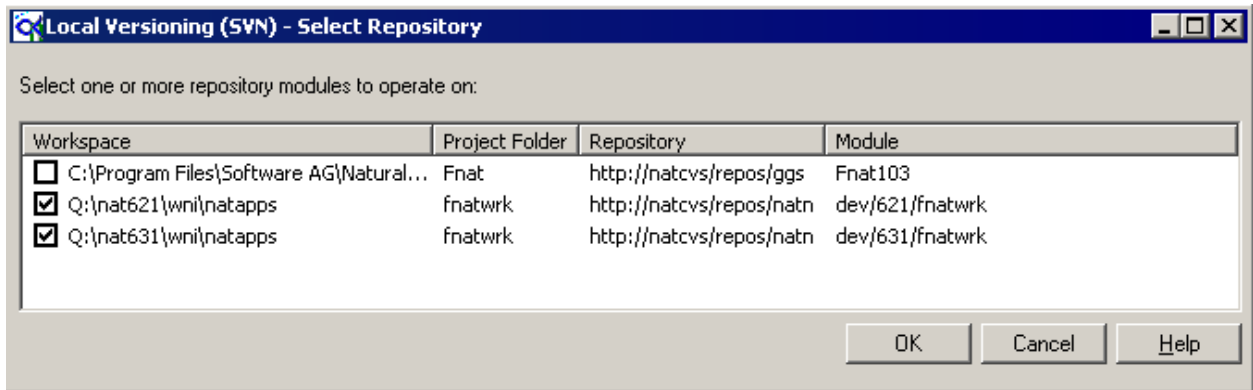 Local Versioning (SVN) - Select Repository
Select one or more repository modules to operate on:
Workspace Project Folder Repository Module
C:\Program Files\Software AG\Natural... Fnat http://natcvs/repos/ggs Fnat103
Q:\nat621\wni\natapps fnatwrk http://natcvs/repos/natn dev/621/fnatwrk
Q:\nat631\wni\natapps fnatwrk http://natcvs/repos/natn dev/631/fnatwrk
OK Cancel Help